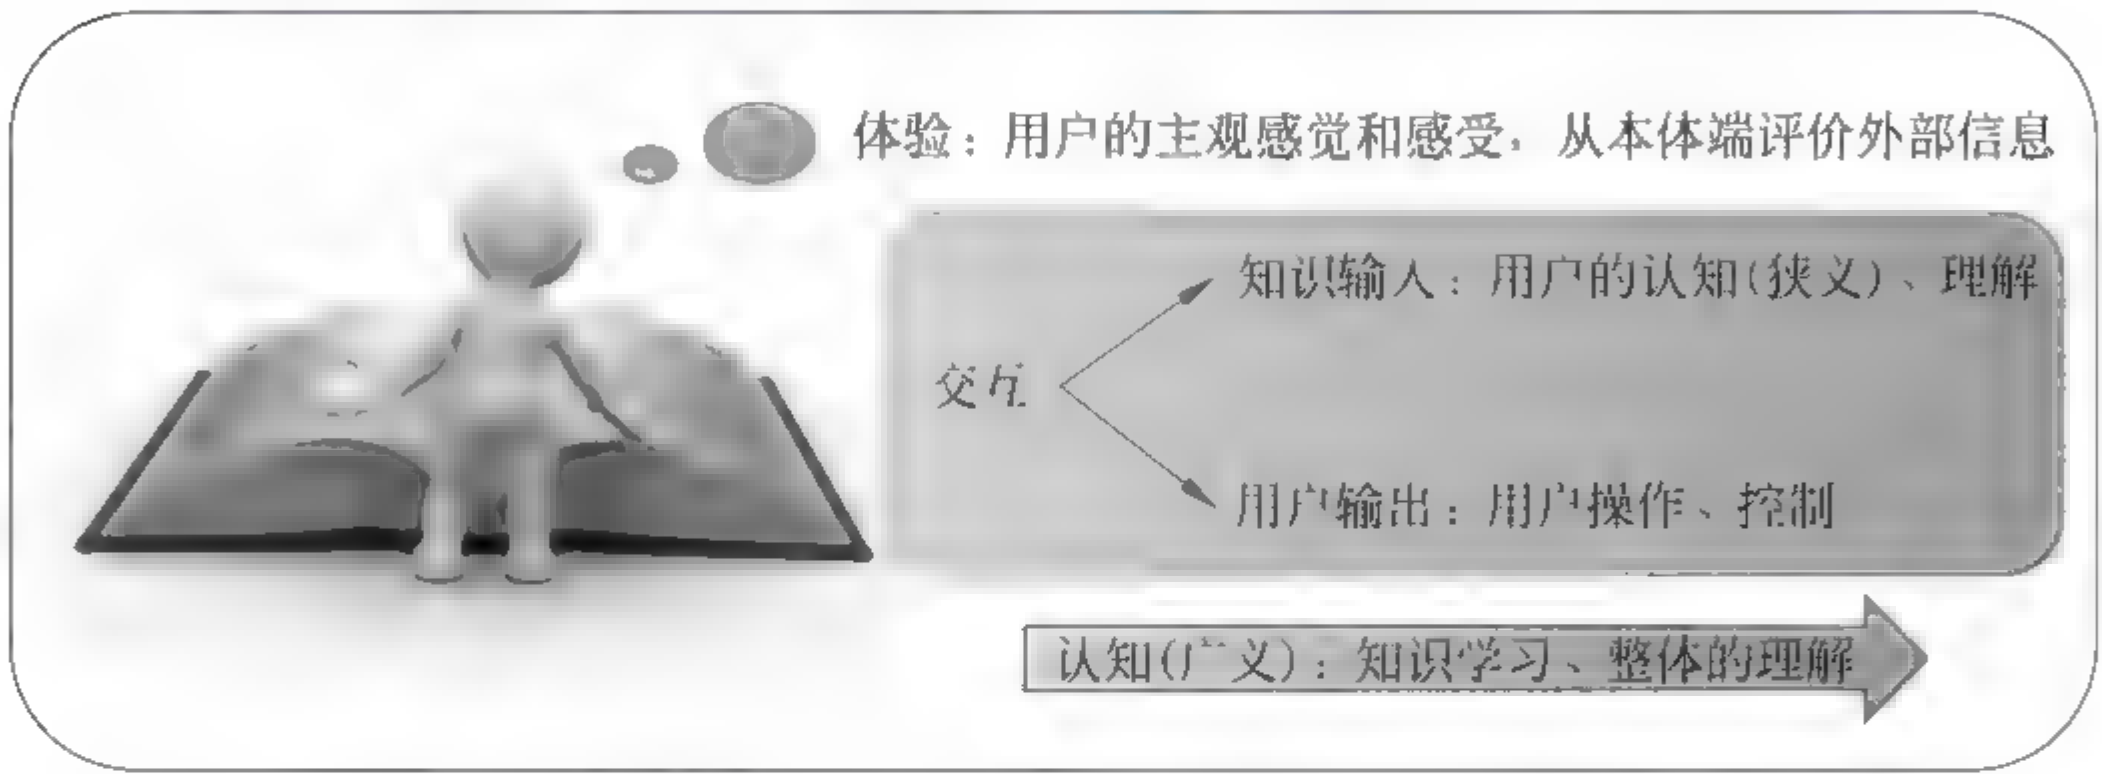 体验：用户的主观感觉和感受，从本体端评价外部信息
知识输入：用户的认知(狭义)、理解
交互
用户输出：用户操作、控制
认知(广义)：知识学习、整体的理解